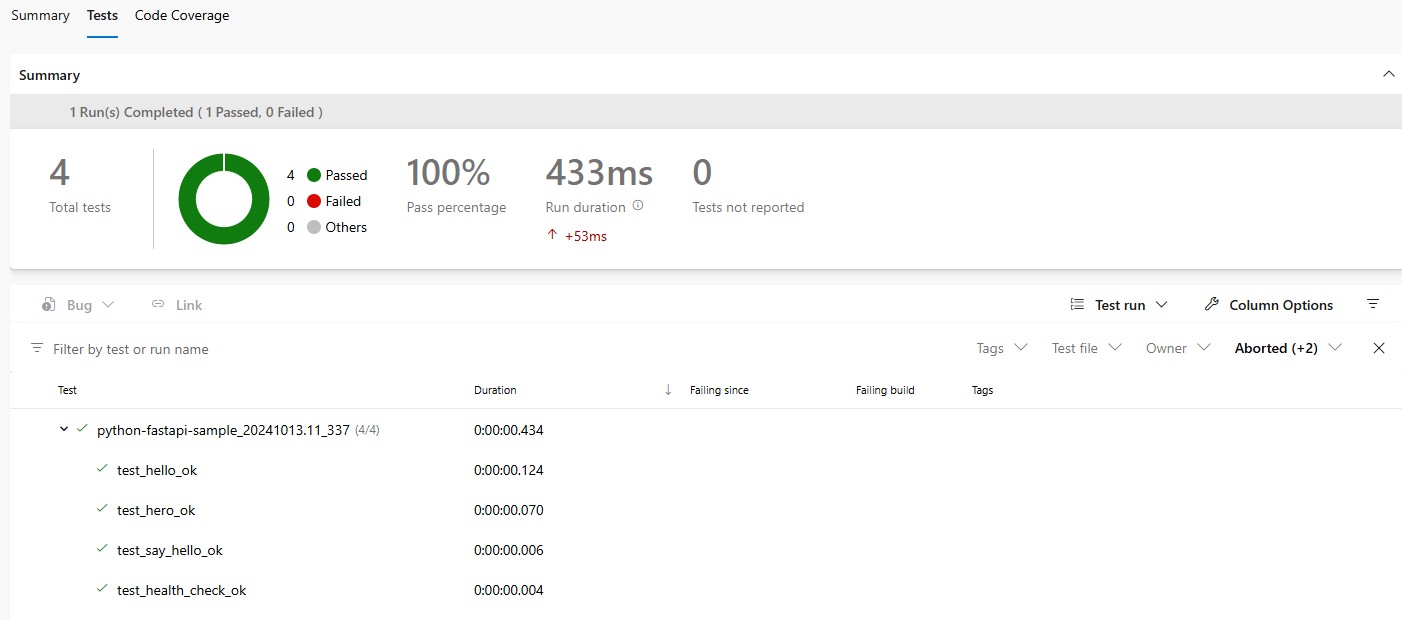 Summary Tests Code Coverage
Summary
1 Run(s) Completed ( 1 Passed, 0 Failed )
4
Total tests
4 Passed
0 Failed
0 Others
100%
Pass percentage
433ms
Run duration
+53ms
0
Tests not reported
Bug Link Test run Column Options
Filter by test or run name Tags Test file Owner Aborted (+2)
Test Duration Failing since Failing build Tags
python-fastapi-sample_20241013.11_337 (4/4) 0:00:00.434
test_hello_ok 0:00:00.124
test_hero_ok 0:00:00.070
test_say_hello_ok 0:00:00.006
test_health_check_ok 0:00:00.004